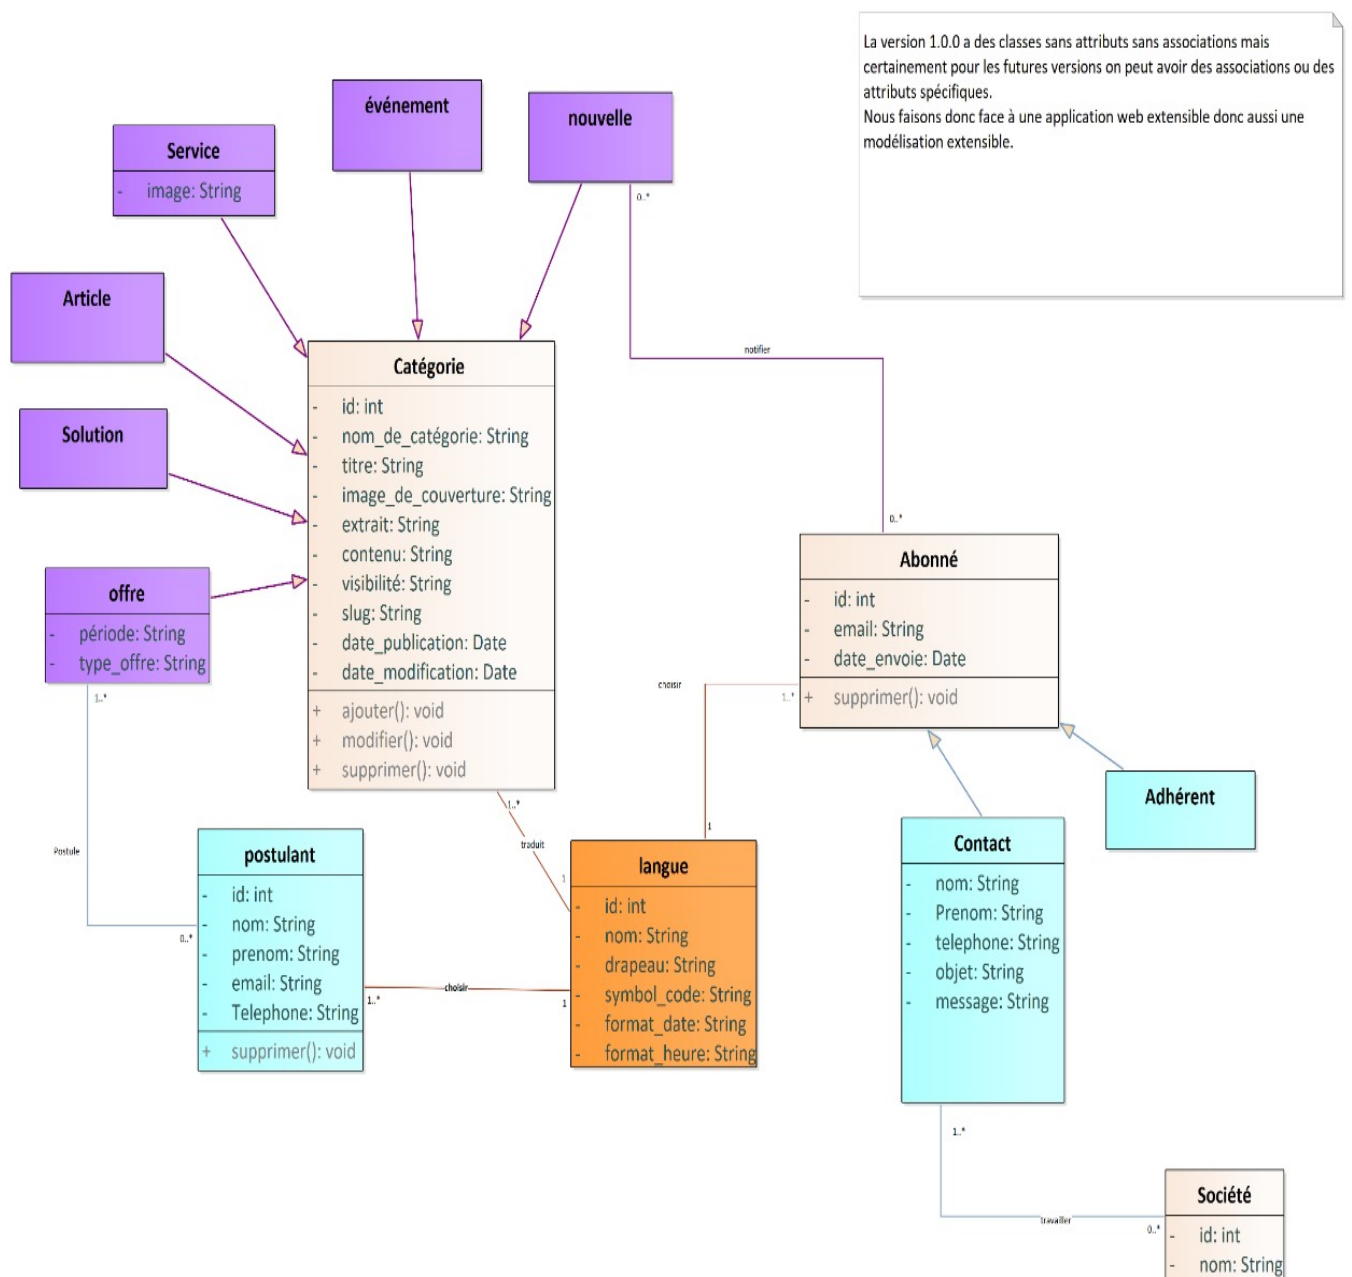 La version 1.0.0 a des classes sans attributs sans associations mais
certainement pour les futures versions on peut avoir des associations ou des
attributs spécifiques.
Nous faisons donc face à une application web extensible donc aussi une
modélisation extensible.
événement
nouvelle
0..*
Service
- image: String
Article
Solution
offre
- période: String
- type_offre: String
1..*
Catégorie
- id: int
- nom_de_catégorie: String
- titre: String
- image_de_couverture: String
- extrait: String
- contenu: String
- visibilité: String
- slug: String
- date_publication: Date
- date_modification: Date
+ ajouter(): void
+ modifier(): void
+ supprimer(): void
notifier
0..*
Abonné
- id: int
- email: String
- date_envoie: Date
+ supprimer(): void
choisir
1..*
1
1..*
traduit
1
Postule
0..*
postulant
- id: int
- nom: String
- prenom: String
- email: String
- Telephone: String
+ supprimer(): void
1..*
choisir
1
langue
- id: int
- nom: String
- drapeau: String
- symbol_code: String
- format_date: String
- format_heure: String
Adhérent
Contact
- nom: String
- Prenom: String
- telephone: String
- objet: String
- message: String
1..*
travailler
0..*
Société
- id: int
- nom: String